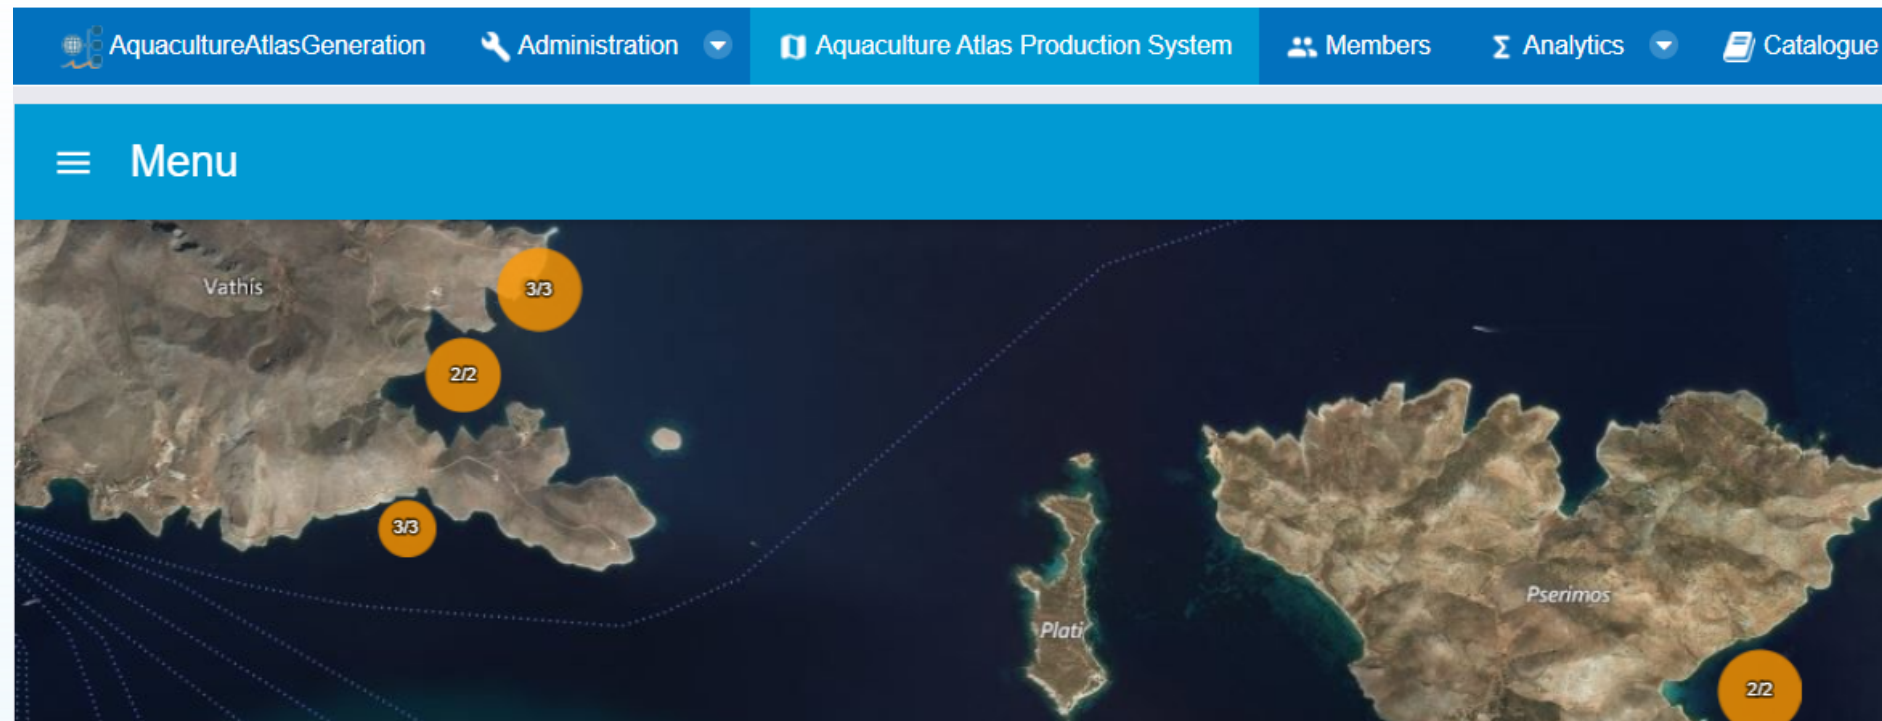 AquacultureAtlasGeneration Administration Aquaculture Atlas Production System Members Σ Analytics Catalogue
Menu
Vathís
3/3
2/2
3/3
Pserimos
Plati
2/2